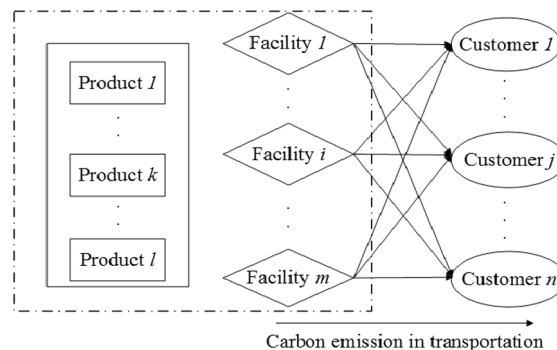 Product 1
Product k
Product l
Facility 1
Facility i
Facility m
Customer 1
Customer j
Customer n
Carbon emission in transportation